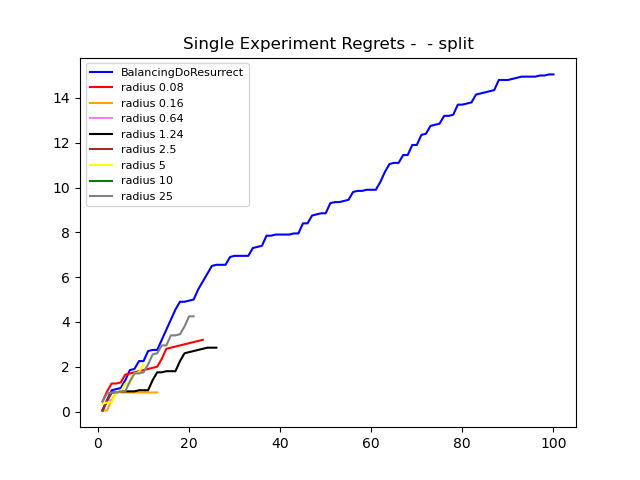 Single Experiment Regrets -  - split
BalancingDoResurrect
radius 0.08
radius 0.16
radius 0.64
radius 1.24
radius 2.5
radius 5
radius 10
radius 25
14
12
10
8
6
4
2
0
0 20 40 60 80 100